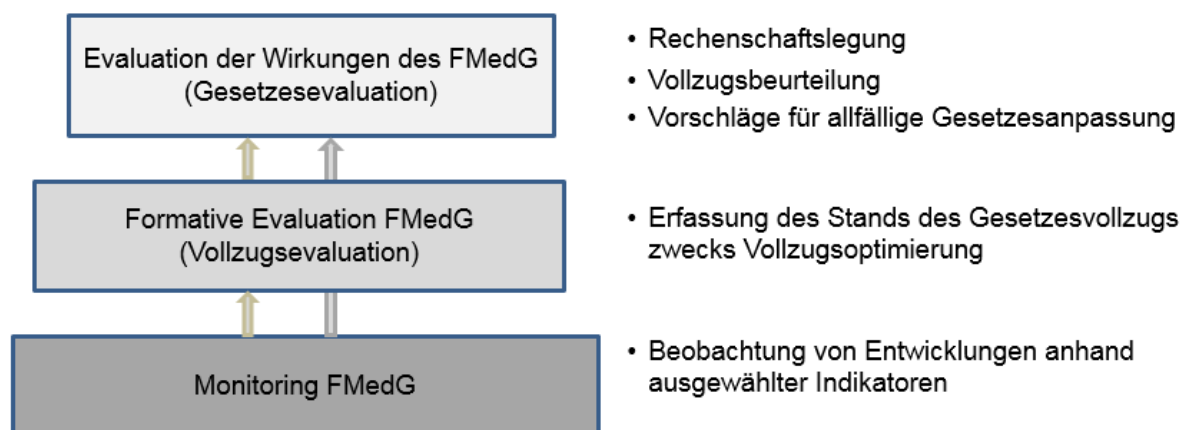 Evaluation der Wirkungen des FMedG
(Gesetzesevaluation)
• Rechenschaftslegung
• Vollzugsbeurteilung
• Vorschläge für allfällige Gesetzesanpassung
Formative Evaluation FMedG
(Vollzugsevaluation)
• Erfassung des Stands des Gesetzesvollzugs
zwecks Vollzugsoptimierung
Monitoring FMedG
• Beobachtung von Entwicklungen anhand
ausgewählter Indikatoren